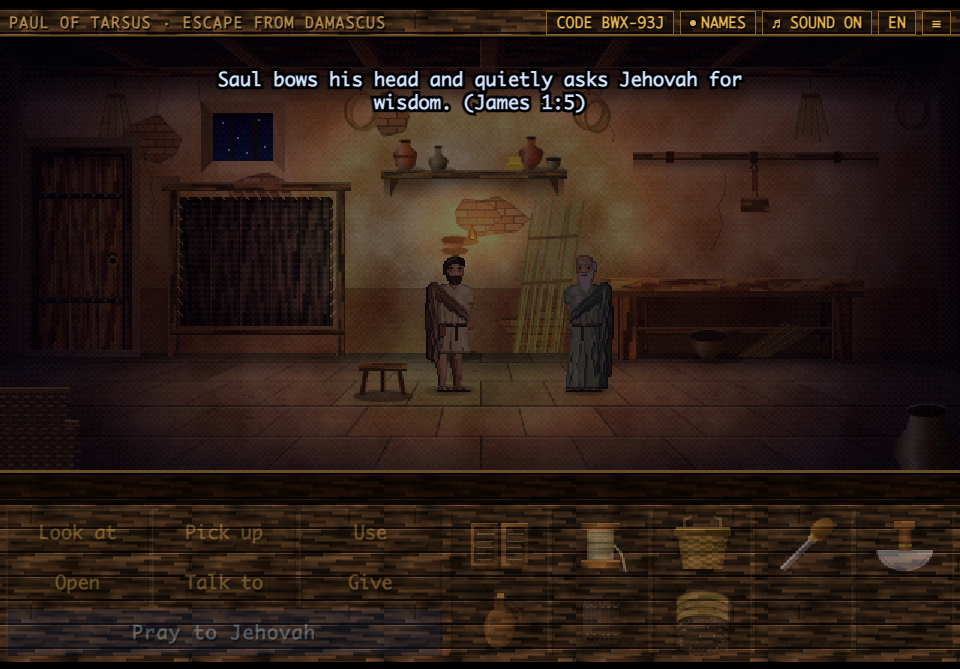 PAUL OF TARSUS · ESCAPE FROM DAMASCUS
CODE BWX-93J
• NAMES
♬ SOUND ON
EN
≡
Saul bows his head and quietly asks Jehovah for
wisdom. (James 1:5)
Look at
Pick up
Use
Open
Talk to
Give
Pray to Jehovah